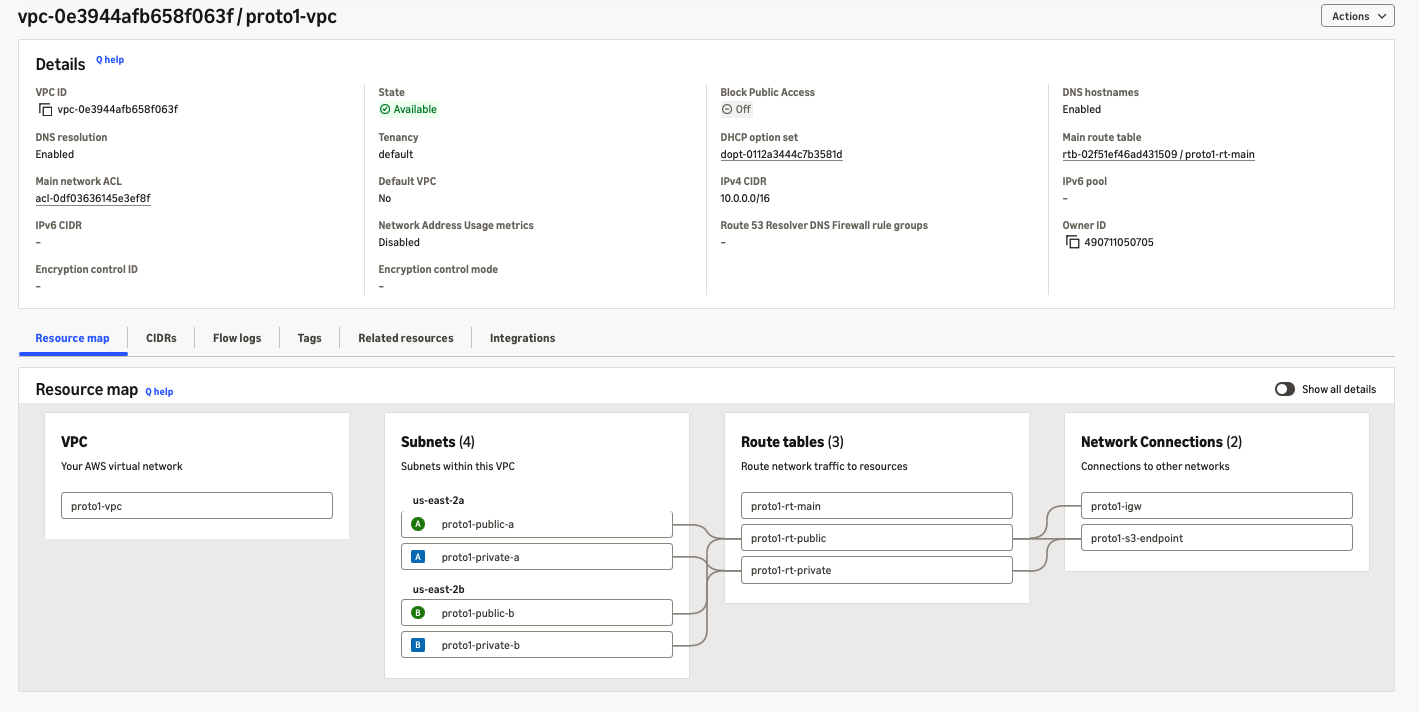 vpc-0e3944afb658f063f / proto1-vpc
Actions
Details Q help
VPC ID
vpc-0e3944afb658f063f
State
Available
Block Public Access
Off
DNS hostnames
Enabled
DNS resolution
Enabled
Tenancy
default
DHCP option set
dopt-0112a3444c7b3581d
Main route table
rtb-02f51ef46ad431509 / proto1-rt-main
Main network ACL
acl-0df03636145e3ef8f
Default VPC
No
IPv4 CIDR
10.0.0.0/16
IPv6 pool
–
IPv6 CIDR
–
Network Address Usage metrics
Disabled
Route 53 Resolver DNS Firewall rule groups
–
Owner ID
490711050705
Encryption control ID
–
Encryption control mode
–
Resource map CIDRs Flow logs Tags Related resources Integrations
Resource map Q help
Show all details
VPC
Your AWS virtual network
proto1-vpc
Subnets (4)
Subnets within this VPC
us-east-2a
A proto1-public-a
A proto1-private-a
us-east-2b
B proto1-public-b
B proto1-private-b
Route tables (3)
Route network traffic to resources
proto1-rt-main
proto1-rt-public
proto1-rt-private
Network Connections (2)
Connections to other networks
proto1-igw
proto1-s3-endpoint